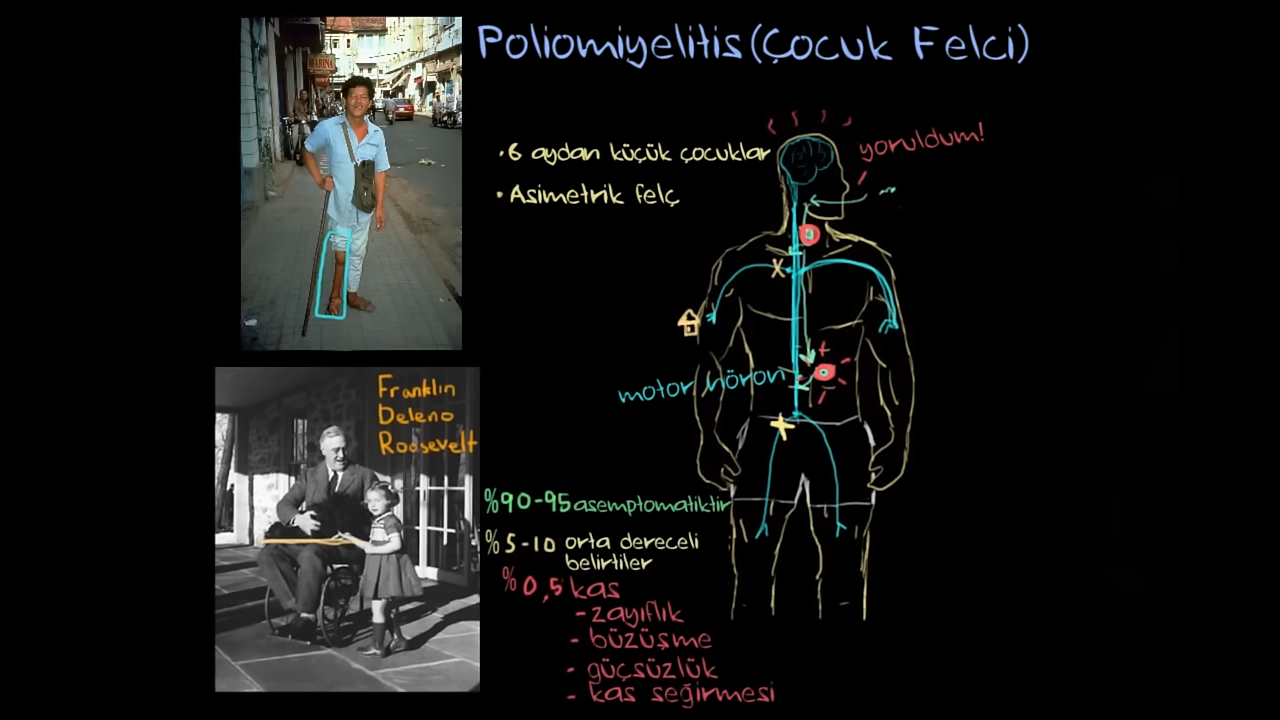 Poliomiyelitis (Çocuk Felci)
MARINA
• 6 aydan küçük çocuklar
• Asimetrik felç
yoruldum!
motor nöron
Franklin
Deleno
Roosevelt
%90-95 asemptomatiktir
%5-10 orta dereceli
belirtiler
%0,5 kas
- zayıflık
- büzüşme
- güçsüzlük
- kas seğirmesi